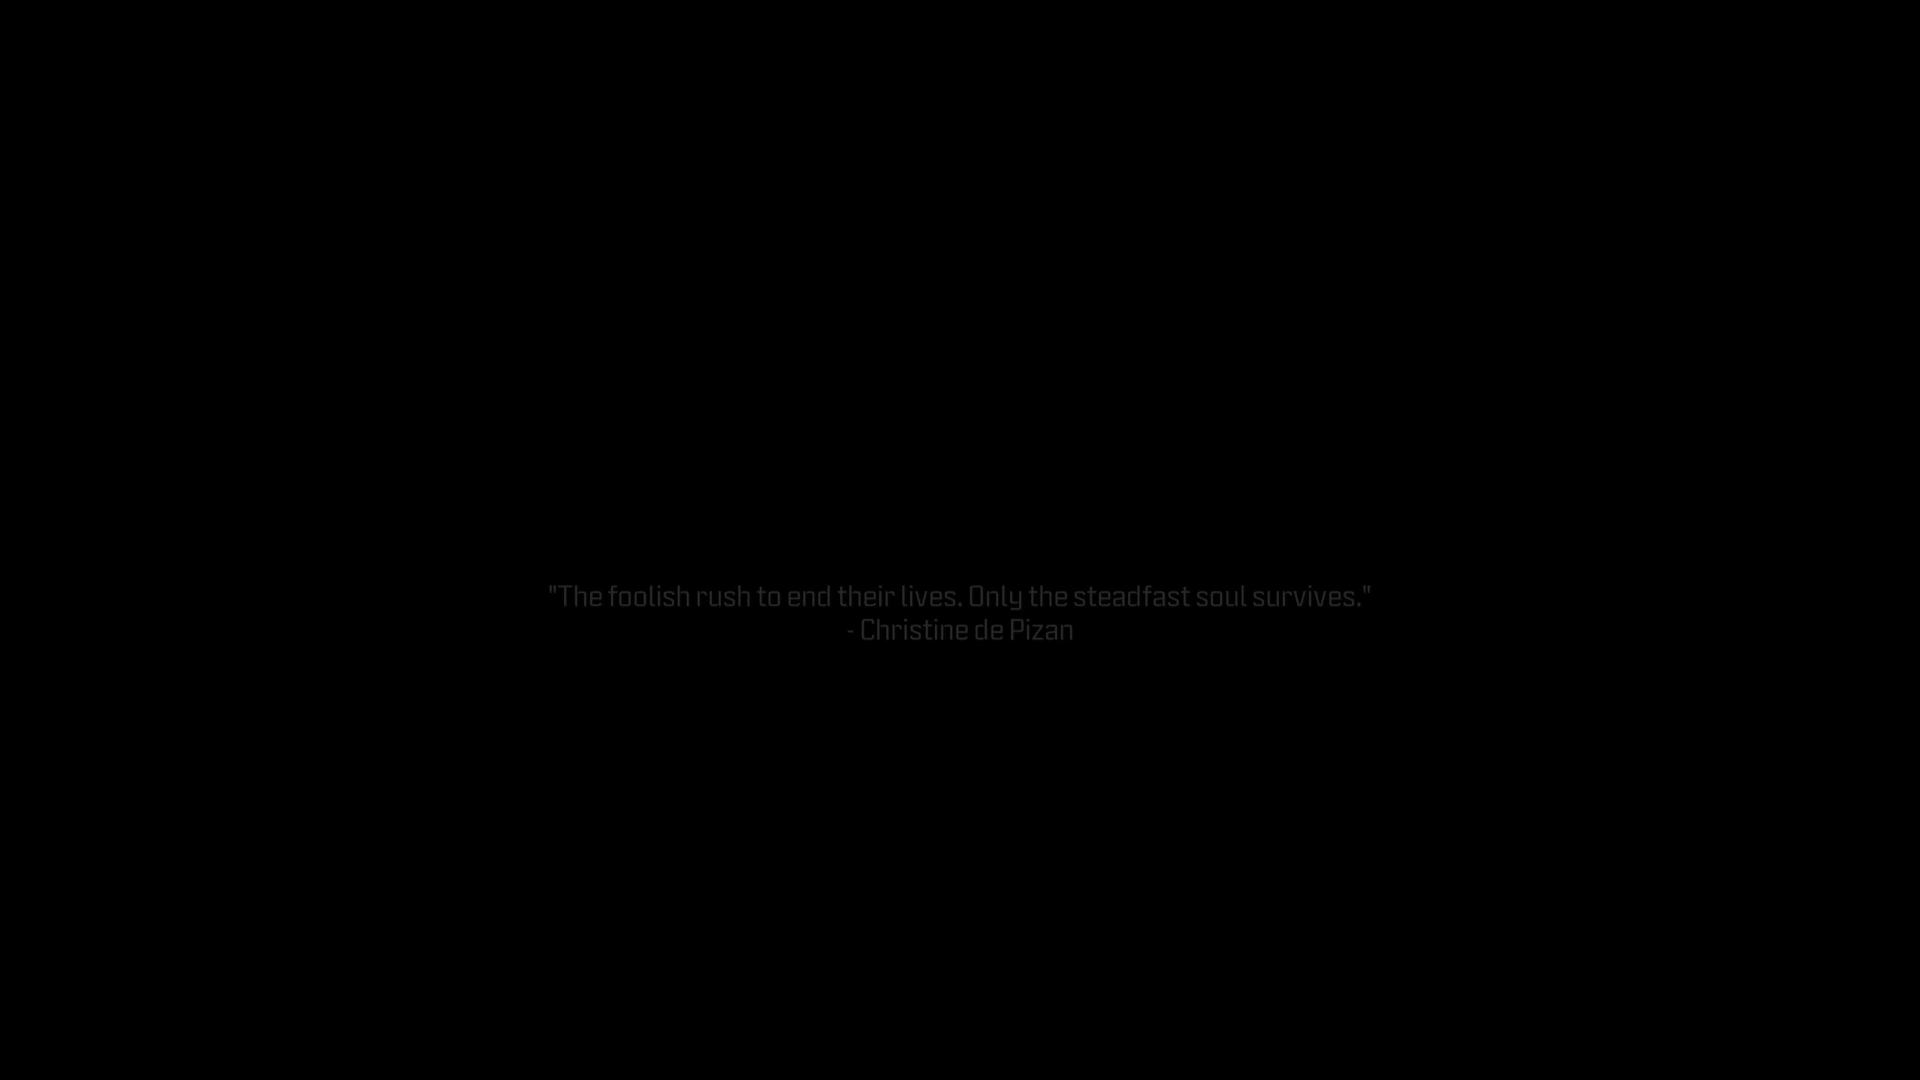 "The foolish rush to end their lives. Only the steadfast soul survives."
- Christine de Pizan